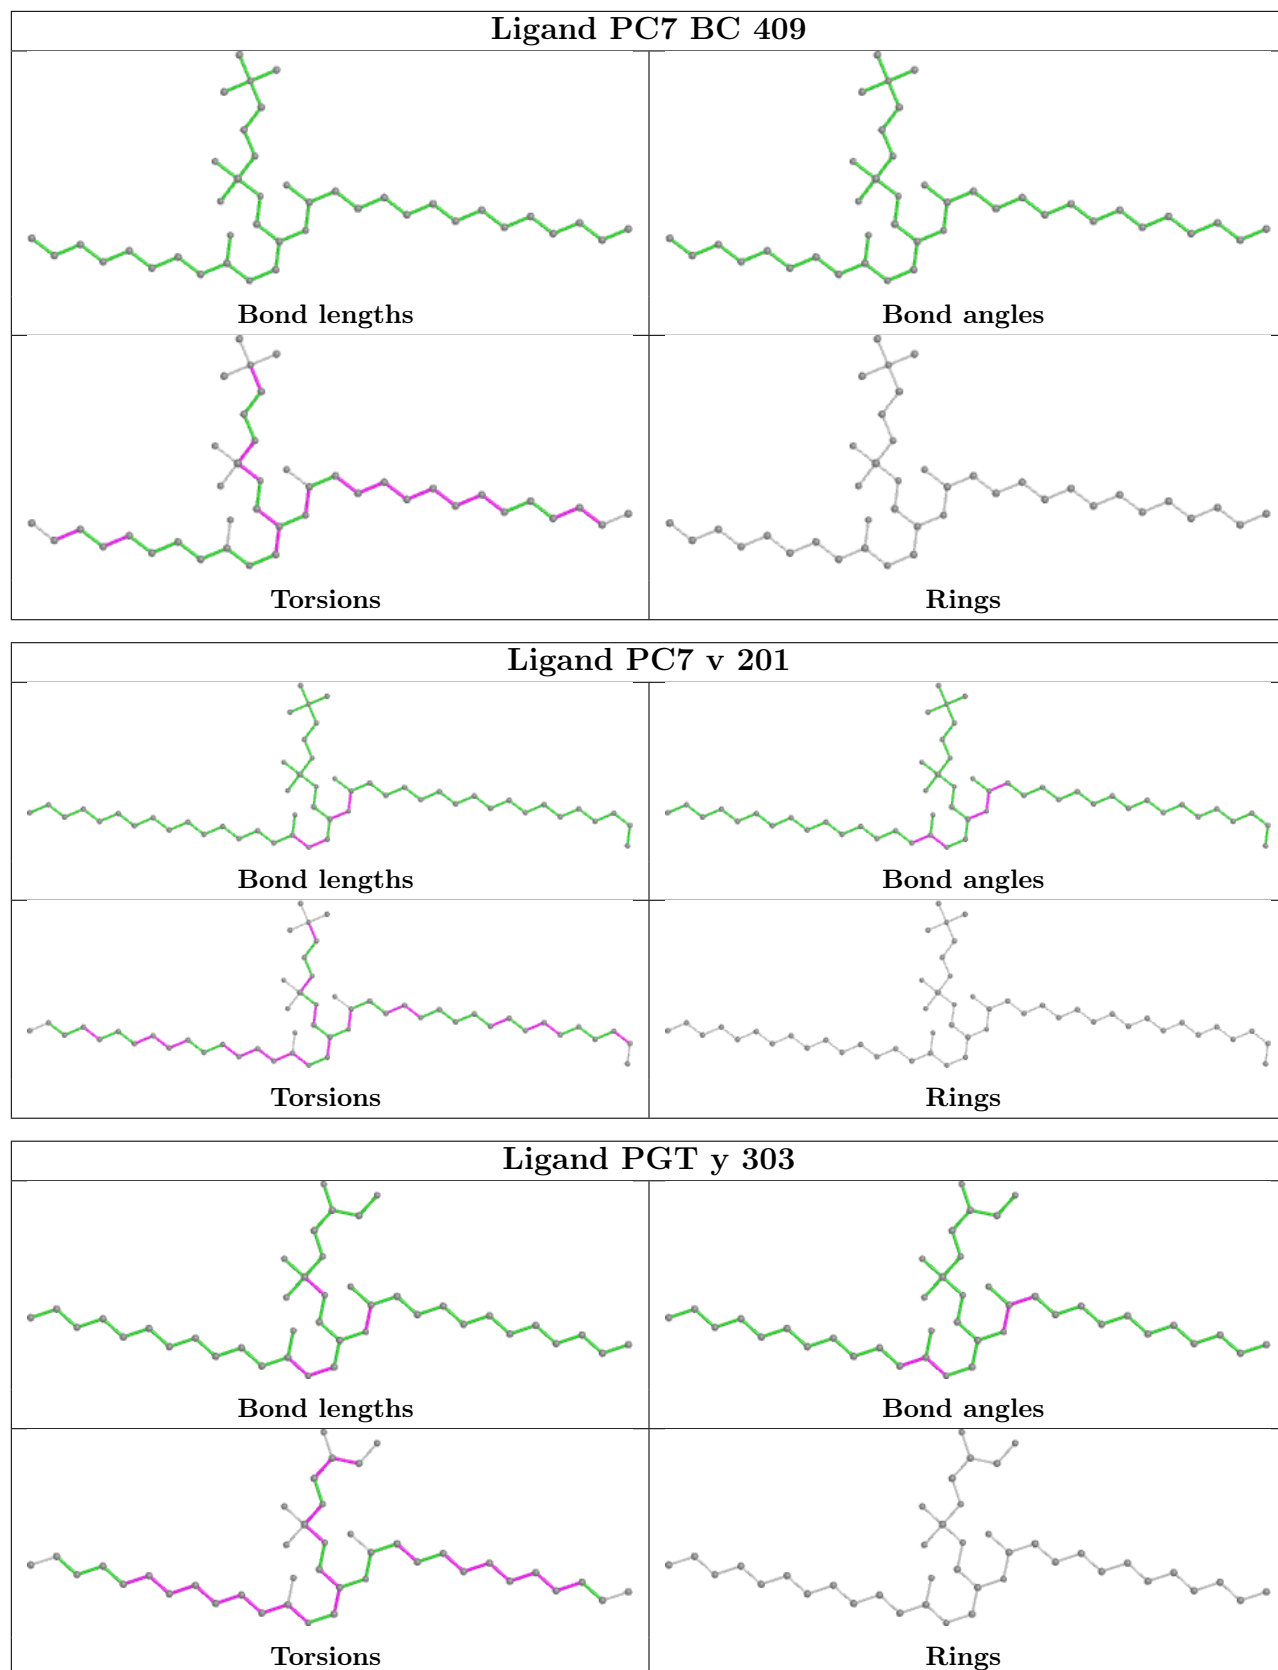 Ligand PC7 BC 409
Bond lengths
Bond angles
Torsions
Rings
Ligand PC7 v 201
Bond lengths
Bond angles
Torsions
Rings
Ligand PGT y 303
Bond lengths
Bond angles
Torsions
Rings